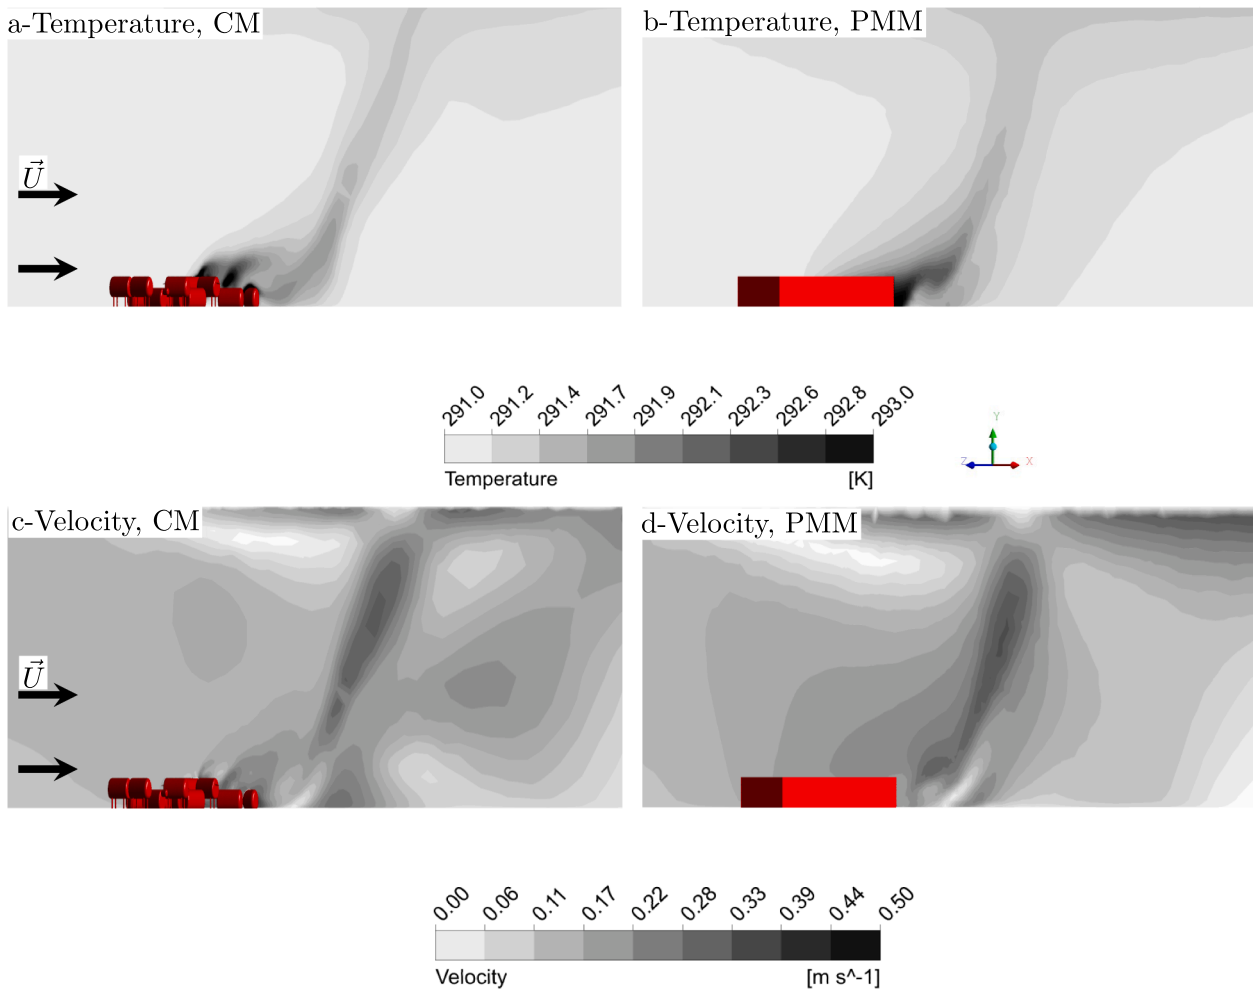 a-Temperature, CM
b-Temperature, PMM
U
291.0 291.2 291.4 291.7 291.9 292.1 292.3 292.6 292.8 293.0
Temperature [K]
Y
Z X
c-Velocity, CM
d-Velocity, PMM
U
0.00 0.06 0.11 0.17 0.22 0.28 0.33 0.39 0.44 0.50
Velocity [m s^-1]